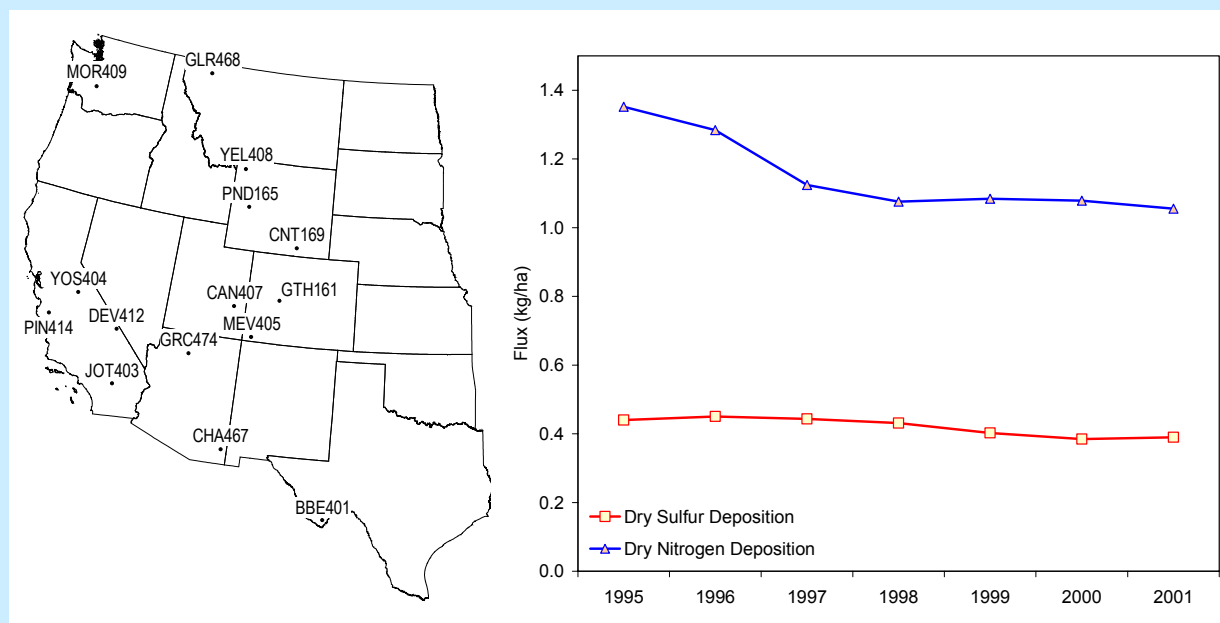 GLR468
MOR409
YEL408
PND165
CNT169
YOS404
CAN407
GTH161
PIN414
DEV412
MEV405
GRC474
JOT403
CHA467
BBE401
Flux (kg/ha)
1.4
1.2
1.0
0.8
0.6
0.4
0.2
0.0
Dry Sulfur Deposition
Dry Nitrogen Deposition
1995 1996 1997 1998 1999 2000 2001